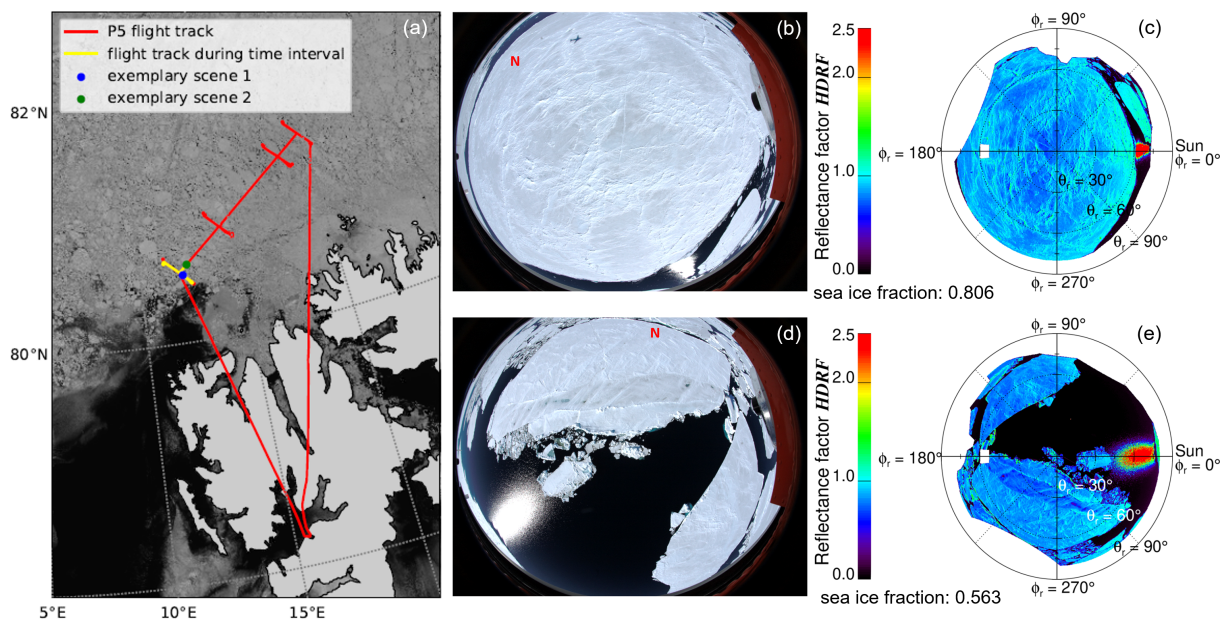 (a)
P5 flight track
flight track during time interval
exemplary scene 1
exemplary scene 2
82°N
80°N
5°E
10°E
15°E
(b)
N
2.5
2.0
1.0
0.0
Reflectance factor HDRF
(c)
ϕr = 90°
ϕr = 180°
Sun
ϕr = 0°
θr = 30°
θr = 60°
θr = 90°
ϕr = 270°
sea ice fraction: 0.806
(d)
N
2.5
2.0
1.0
0.0
Reflectance factor HDRF
(e)
ϕr = 90°
ϕr = 180°
Sun
ϕr = 0°
θr = 30°
θr = 60°
θr = 90°
ϕr = 270°
sea ice fraction: 0.563